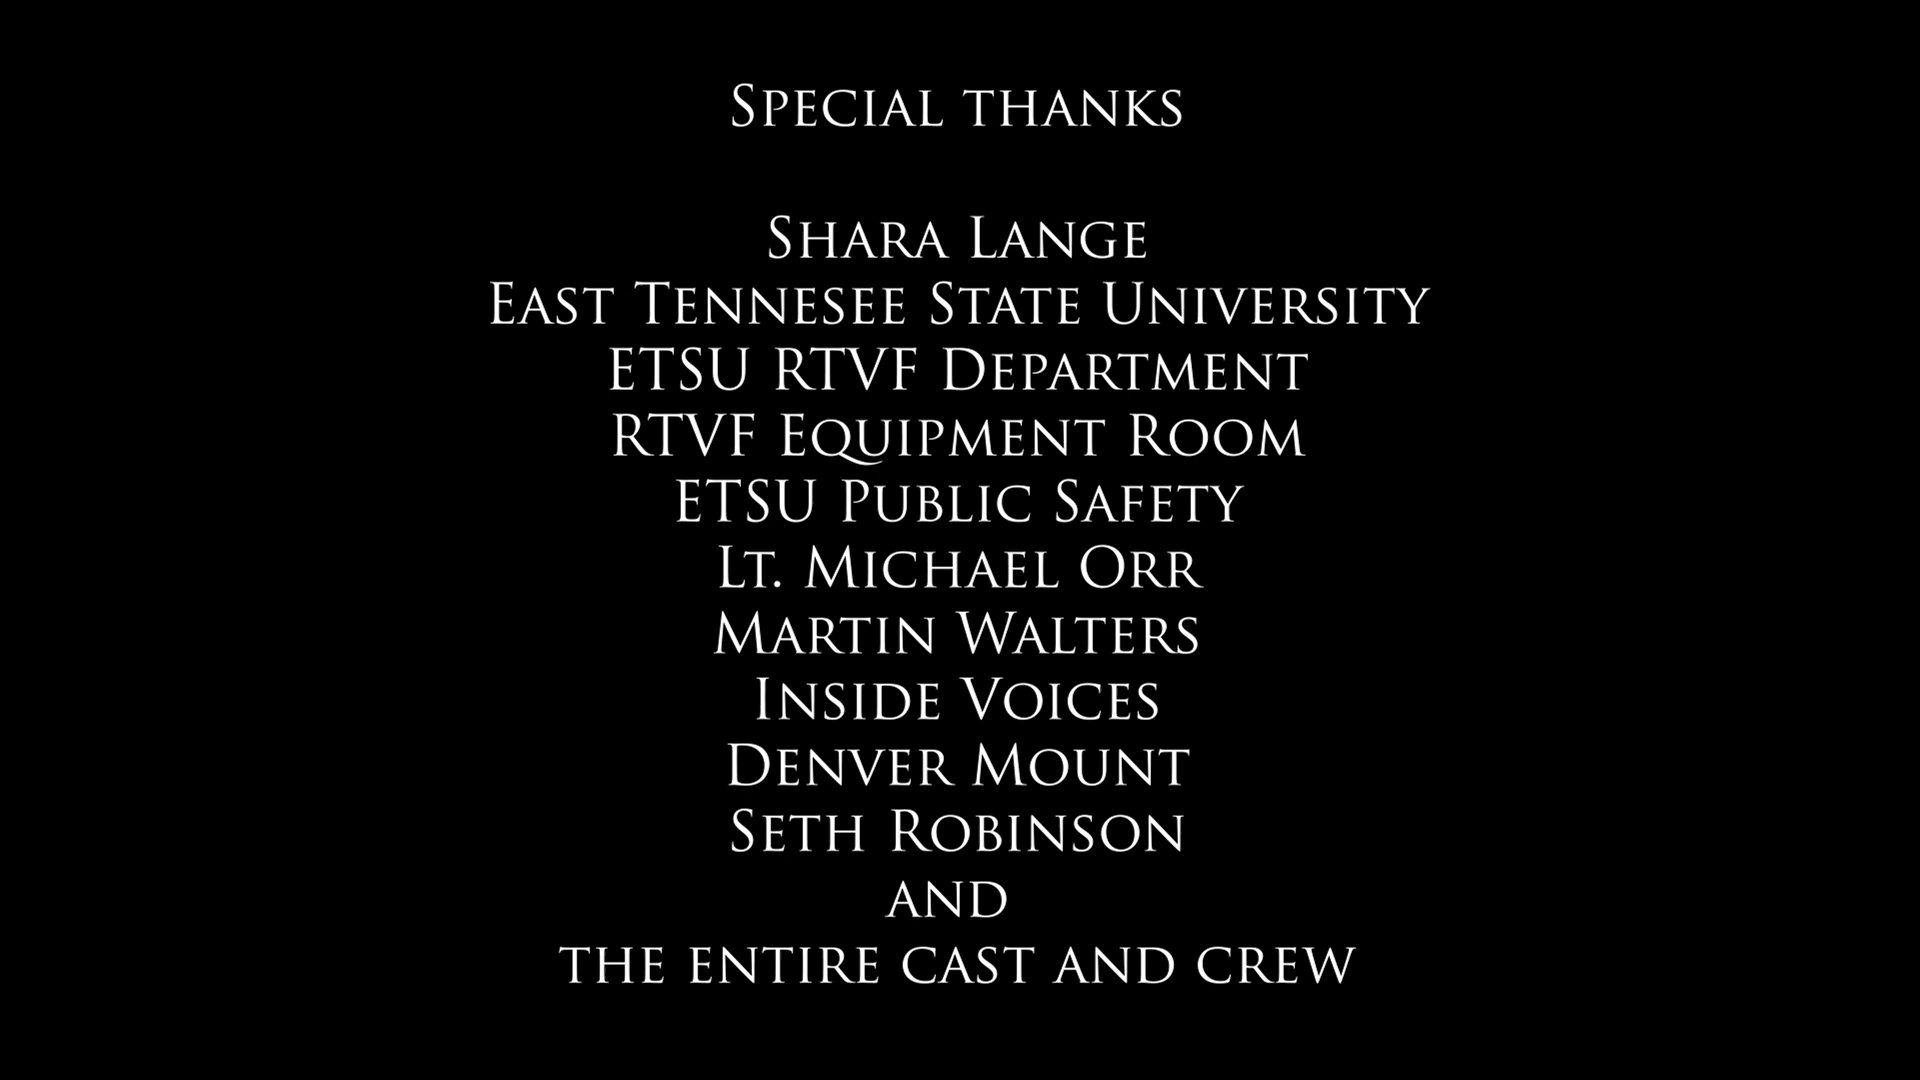 Special thanks
Shara Lange
East Tennesee State University
ETSU RTVF Department
RTVF Equipment Room
ETSU Public Safety
Lt. Michael Orr
Martin Walters
Inside Voices
Denver Mount
Seth Robinson
and
the entire cast and crew